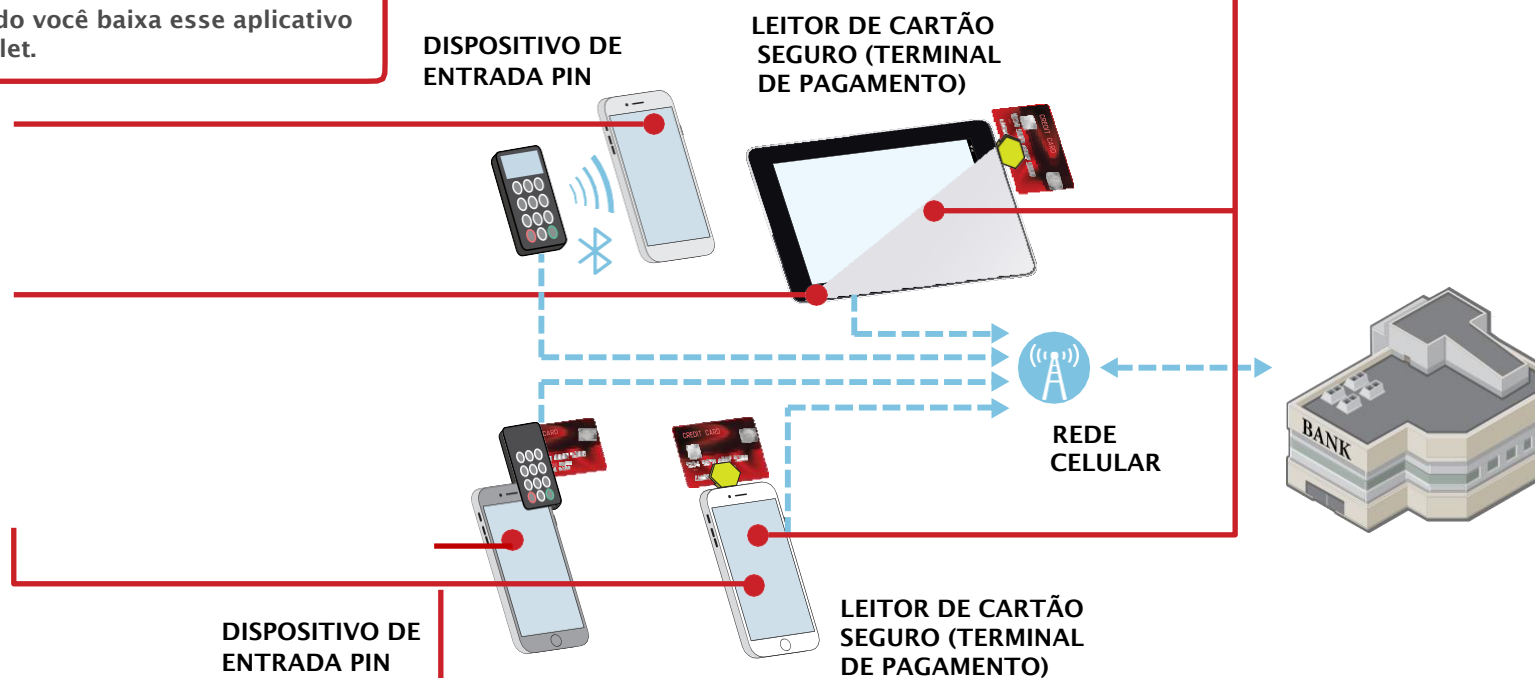 do você baixa esse aplicativo
let.
DISPOSITIVO DE
ENTRADA PIN
LEITOR DE CARTÃO
SEGURO (TERMINAL
DE PAGAMENTO)
CREDIT CARD
REDE
CELULAR
BANK
CARD
CREDIT CARD
DISPOSITIVO DE
ENTRADA PIN
LEITOR DE CARTÃO
SEGURO (TERMINAL
DE PAGAMENTO)